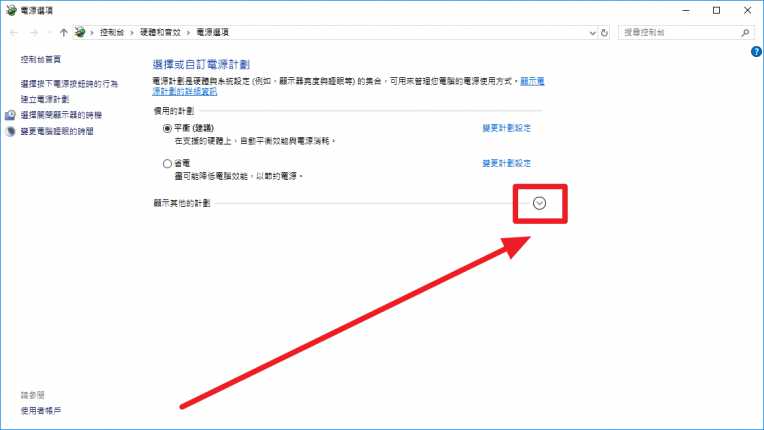 電源選項
控制台 › 硬體和音效 › 電源選項
搜尋控制台
控制台首頁
選擇按下電源按鈕時的行為
建立電源計劃
選擇關閉顯示器的時機
變更電腦睡眠的時間
選擇或自訂電源計劃
電源計劃是硬體與系統設定 (例如、顯示器亮度與睡眠等) 的集合，可用來管理您電腦的電源使用方式。顯示電
源計劃的詳細資訊
慣用的計劃
平衡 (建議)
變更計劃設定
在支援的硬體上，自動平衡效能與電源消耗。
省電
變更計劃設定
盡可能降低電腦效能，以節約電源。
顯示其他的計劃
請參閱
使用者帳戶